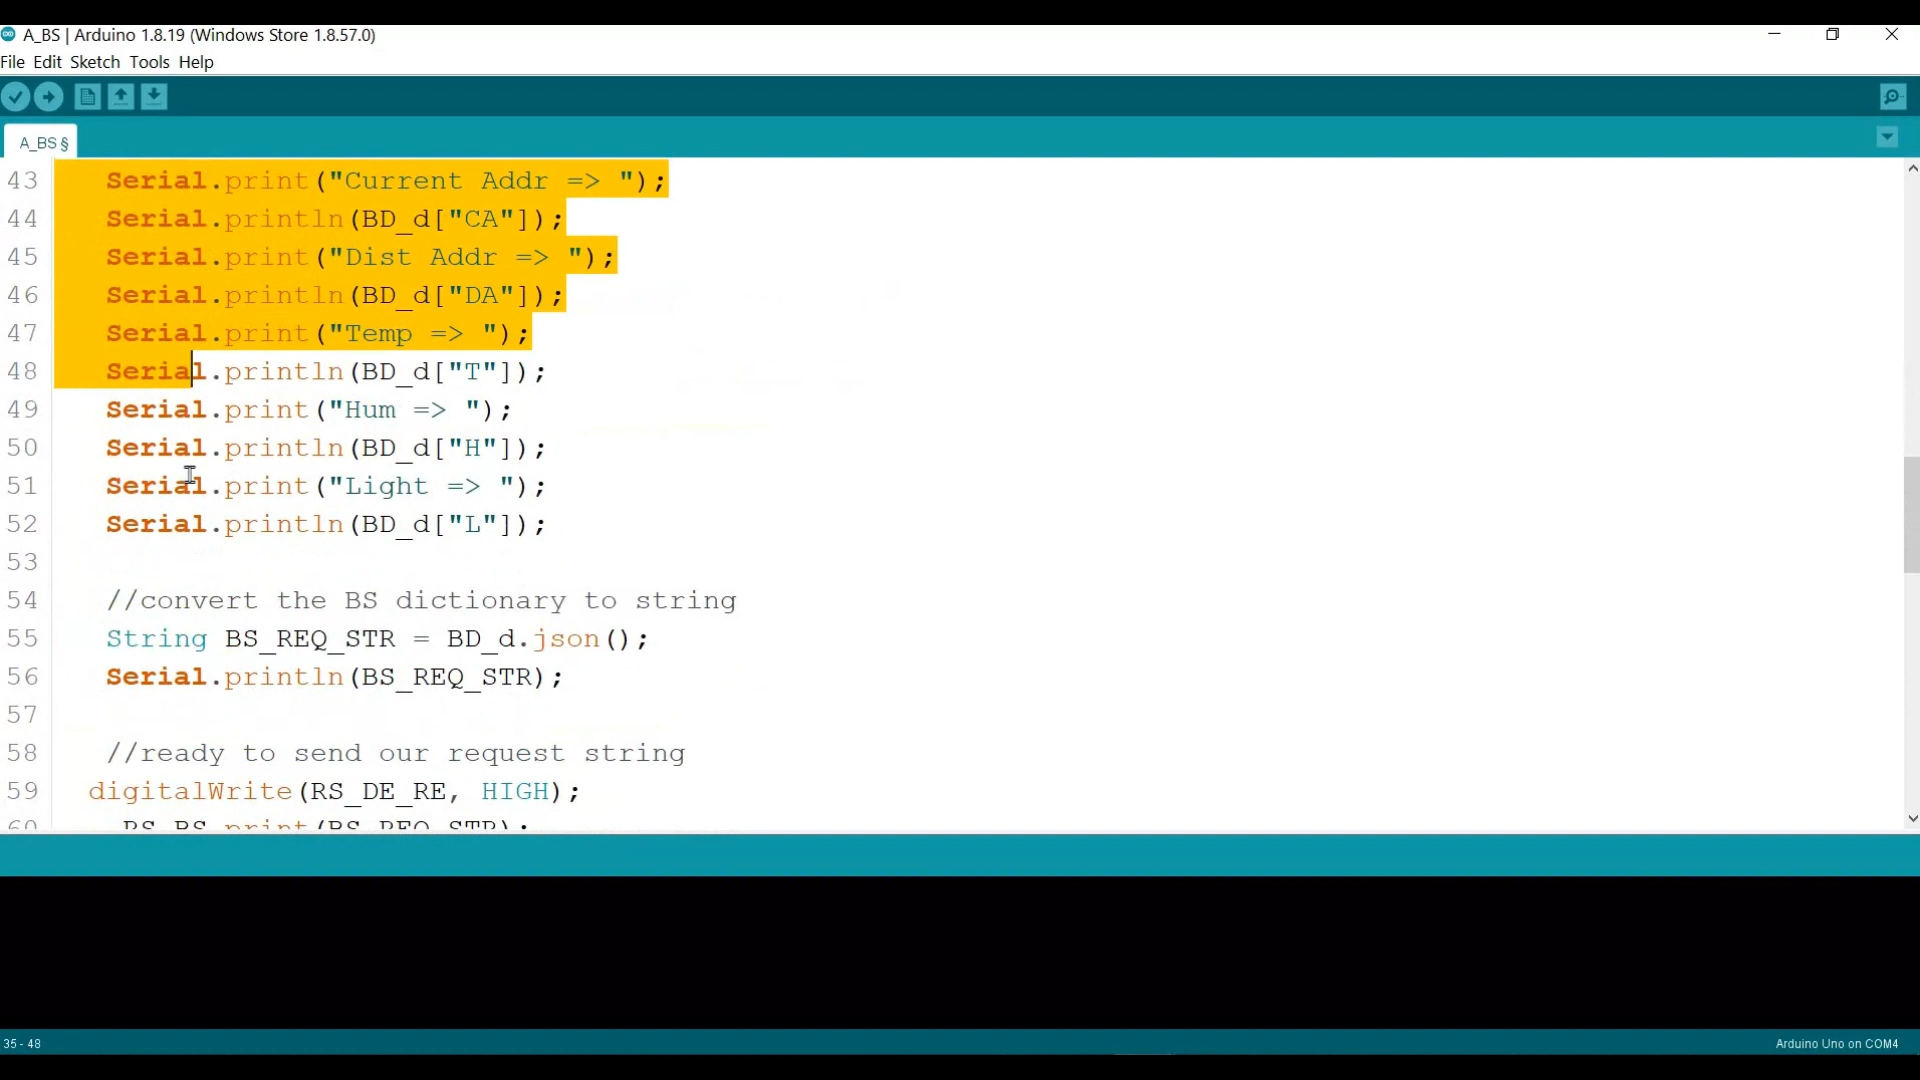 A_BS | Arduino 1.8.19 (Windows Store 1.8.57.0)
File Edit Sketch Tools Help
A_BS §
43 Serial.print("Current Addr => ");
44 Serial.println(BD_d["CA"]);
45 Serial.print("Dist Addr => ");
46 Serial.println(BD_d["DA"]);
47 Serial.print("Temp => ");
48 Serial.println(BD_d["T"]);
49 Serial.print("Hum => ");
50 Serial.println(BD_d["H"]);
51 Serial.print("Light => ");
52 Serial.println(BD_d["L"]);
53
54 //convert the BS dictionary to string
55 String BS_REQ_STR = BD_d.json();
56 Serial.println(BS_REQ_STR);
57
58 //ready to send our request string
59 digitalWrite(RS_DE_RE, HIGH);
60 RS_BS.print(BS_REQ_STR);
35 - 48
Arduino Uno on COM4